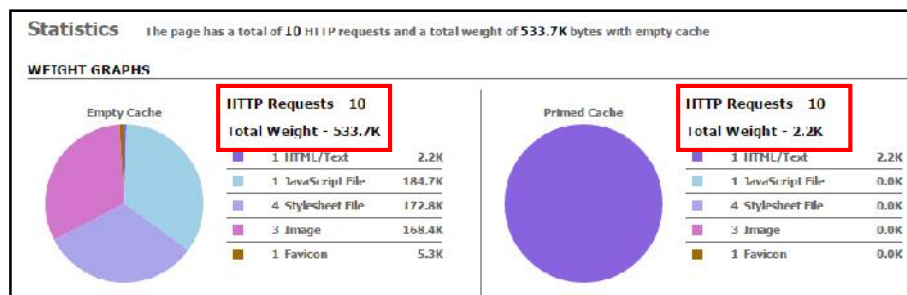 Statistics The page has a total of 10 HTTP requests and a total weight of 533.7K bytes with empty cache
WEIGHT GRAPHS
Empty Cache
HTTP Requests 10
Total Weight - 533.7K
1 HTML/Text 2.2K
1 JavaScript File 184.7K
4 Stylesheet File 172.8K
3 Image 168.4K
1 Favicon 5.3K
Primed Cache
HTTP Requests 10
Total Weight - 2.2K
1 HTML/Text 2.2K
1 JavaScript File 0.0K
4 Stylesheet File 0.0K
3 Image 0.0K
1 Favicon 0.0K